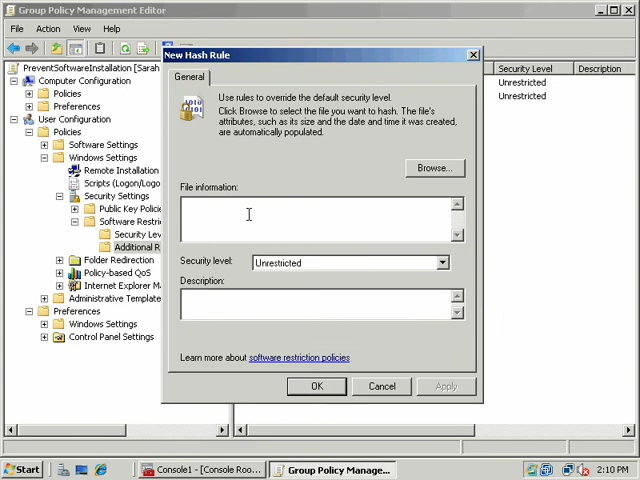 Group Policy Management Editor
File Action View Help
PreventSoftwareInstallation [Sarah
Computer Configuration
Policies
Preferences
User Configuration
Policies
Software Settings
Windows Settings
Remote Installation
Scripts (Logon/Logo
Security Settings
Public Key Policie
Software Restric
Security Lev
Additional R
Folder Redirection
Policy-based QoS
Internet Explorer M
Administrative Template
Preferences
Windows Settings
Control Panel Settings
Security Level Description
Unrestricted
Unrestricted
New Hash Rule
General
Use rules to override the default security level.
Click Browse to select the file you want to hash. The file's
attributes, such as its size and the date and time it was created,
are automatically populated.
Browse...
File information:
Security level: Unrestricted
Description:
Learn more about software restriction policies
OK Cancel Apply
Start Console1 - [Console Roo... Group Policy Manage... 2:10 PM